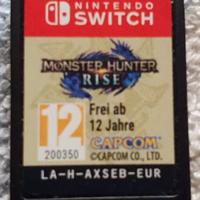 NINTENDO
SWITCH
MONSTER HUNTER
RISE
12
Frei ab
12 Jahre
200350
CAPCOM
©CAPCOM CO., LTD.
LA-H-AXSEB-EUR